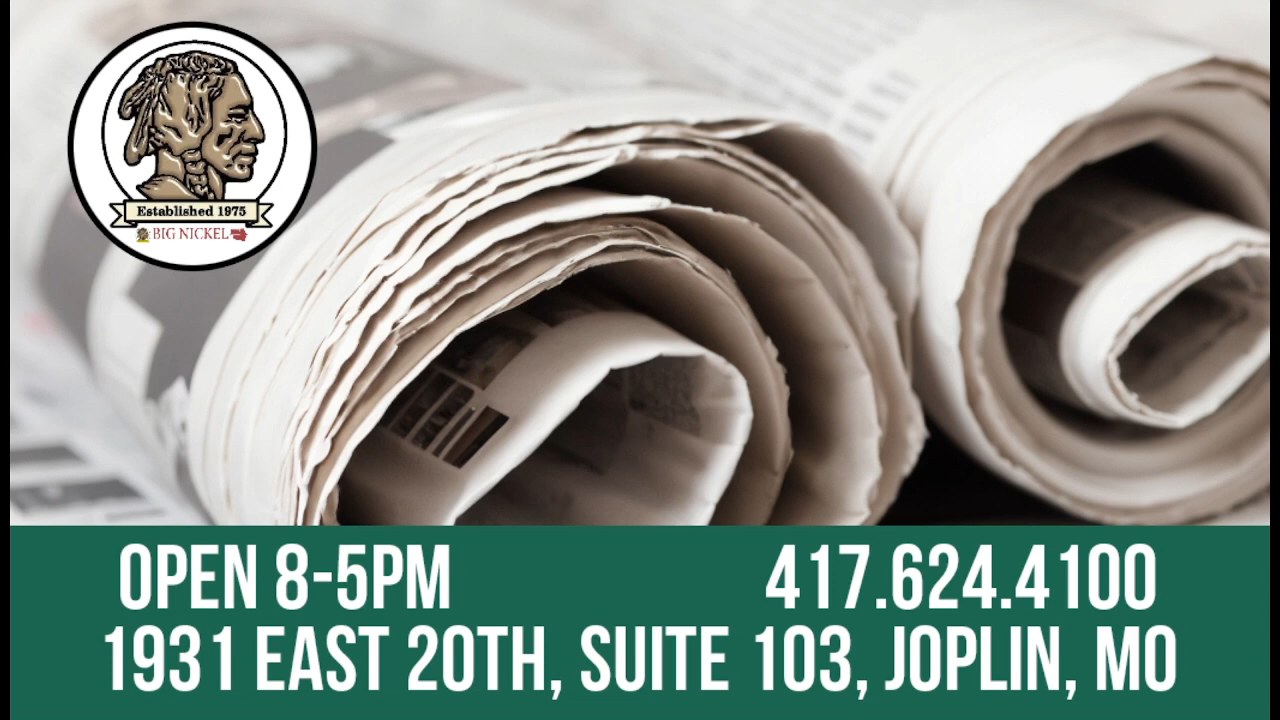 Established 1975
BIG NICKEL
OPEN 8-5PM
417.624.4100
1931 EAST 20TH, SUITE 103, JOPLIN, MO